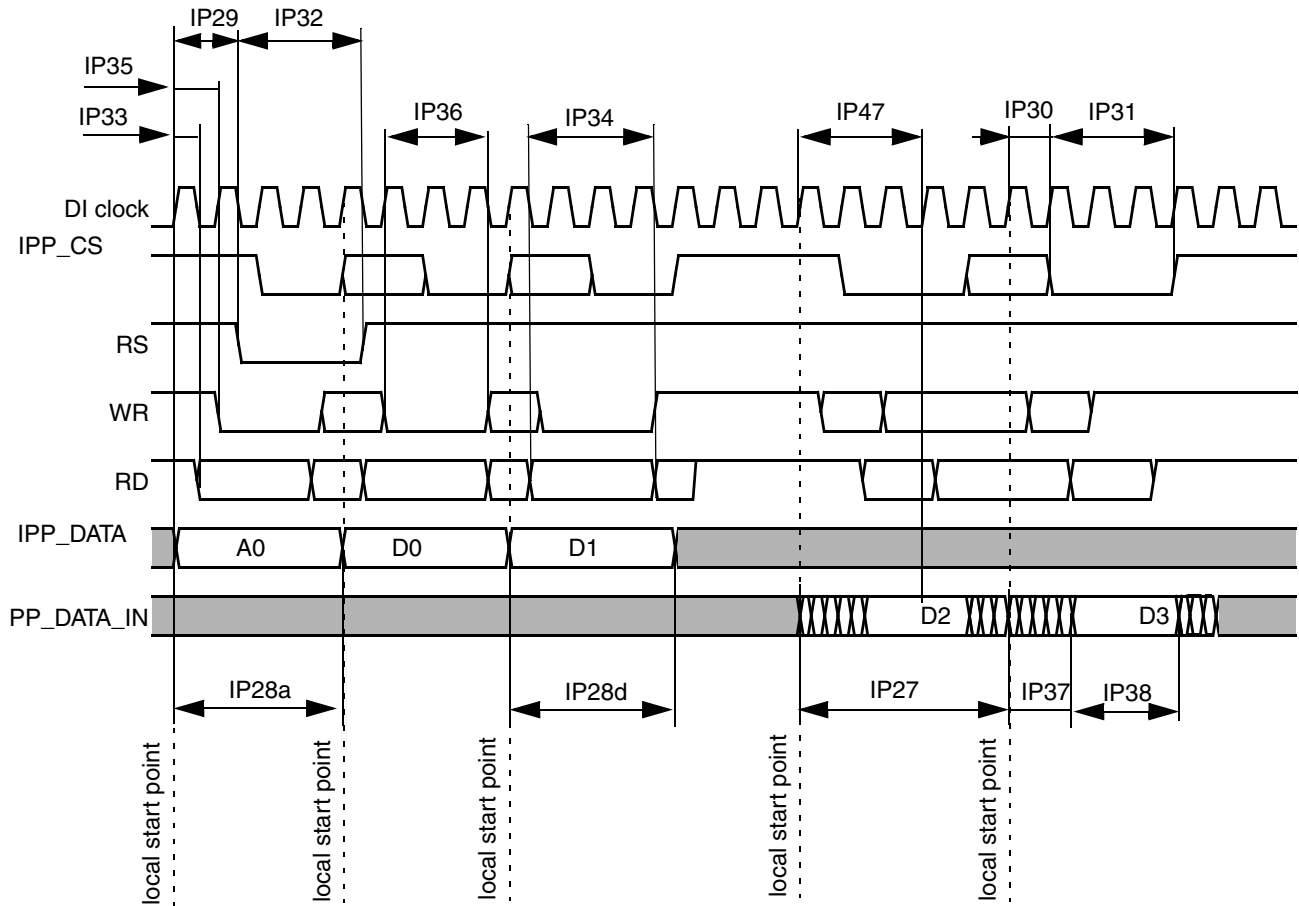 IP29
IP32
IP35
IP33
IP36
IP34
IP47
IP30
IP31
DI clock
IPP_CS
RS
WR
RD
IPP_DATA
A0
D0
D1
PP_DATA_IN
D2
D3
IP28a
IP28d
IP27
IP37
IP38
local start point
local start point
local start point
local start point
local start point